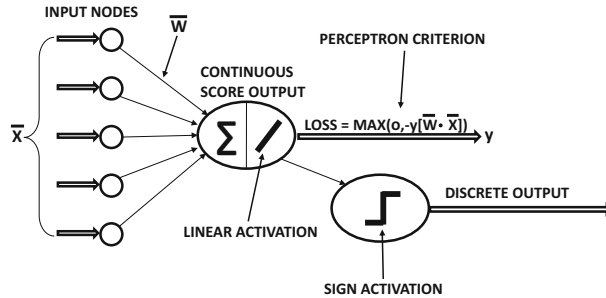 INPUT NODES
W
PERCEPTRON CRITERION
CONTINUOUS
SCORE OUTPUT
X
∑
LOSS = MAX(0,-y[W · X])
y
DISCRETE OUTPUT
LINEAR ACTIVATION
SIGN ACTIVATION